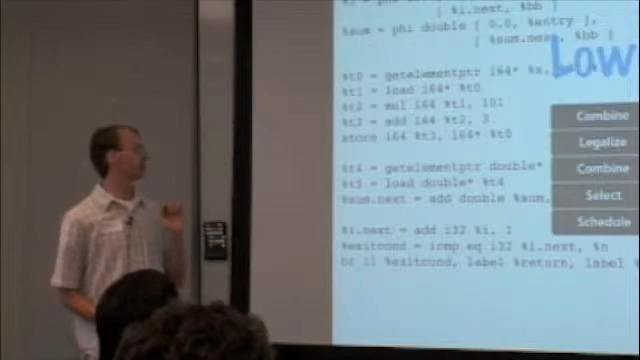 [ %i.next, %bb ]
%sum = phi double [ 0.0, %entry ],
[ %sum.next, %bb ]
Low
%t0 = getelementptr i64* %x,
%t1 = load i64* %t0
%t2 = mul i64 %t1, 101
%t3 = add i64 %t2, 3
store i64 %t3, i64* %t0
%t4 = getelementptr double*
%t5 = load double* %t4
%sum.next = add double %sum,
%i.next = add i32 %i, 1
%exitcond = icmp eq i32 %i.next, %n
br i1 %exitcond, label %return, label %
Combine
Legalize
Combine
Select
Schedule